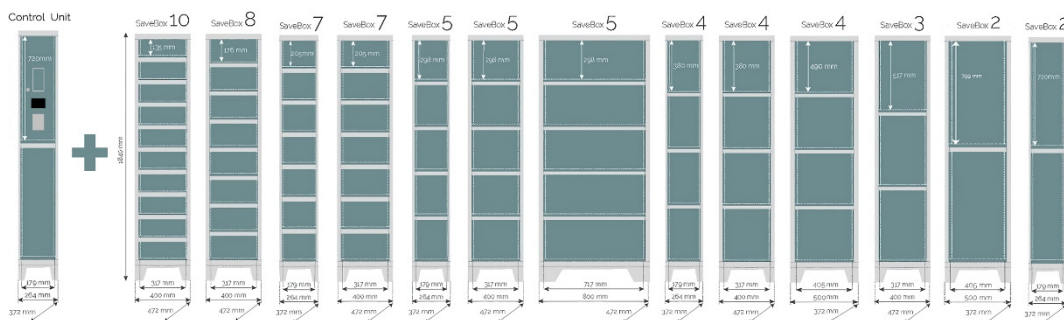 Control Unit
SaveBox 10
SaveBox 8
SaveBox 7
SaveBox 7
SaveBox 5
SaveBox 5
SaveBox 5
SaveBox 4
SaveBox 4
SaveBox 4
SaveBox 3
SaveBox 2
SaveBox 2
720mm
1845 mm
135 mm
176 mm
205mm
205 mm
298 mm
298 mm
298 mm
380 mm
380 mm
490 mm
517 mm
799 mm
720mm
179 mm
317 mm
317 mm
179 mm
317 mm
179 mm
317 mm
717 mm
179 mm
317 mm
405 mm
317 mm
405 mm
179 mm
264 mm
400 mm
400 mm
264 mm
400 mm
264 mm
400 mm
800 mm
264 mm
400 mm
500 mm
400 mm
500 mm
264 mm
372 mm
472 mm
472 mm
372 mm
472 mm
472 mm
472 mm
472 mm
372 mm
472 mm
372 mm
472 mm
372 mm
372 mm